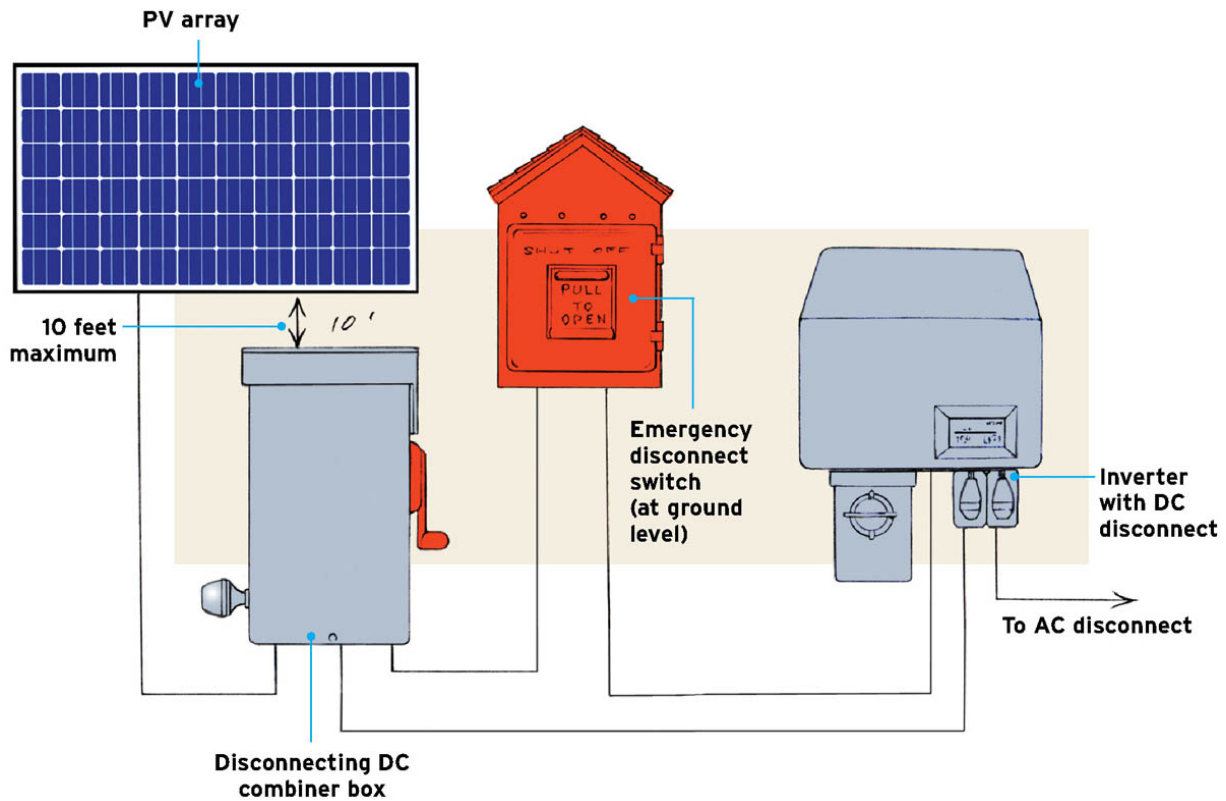 PV array
10 feet
maximum
10'
SHUT OFF
PULL
TO
OPEN
Emergency
disconnect
switch
(at ground
level)
Inverter
with DC
disconnect
To AC disconnect
Disconnecting DC
combiner box